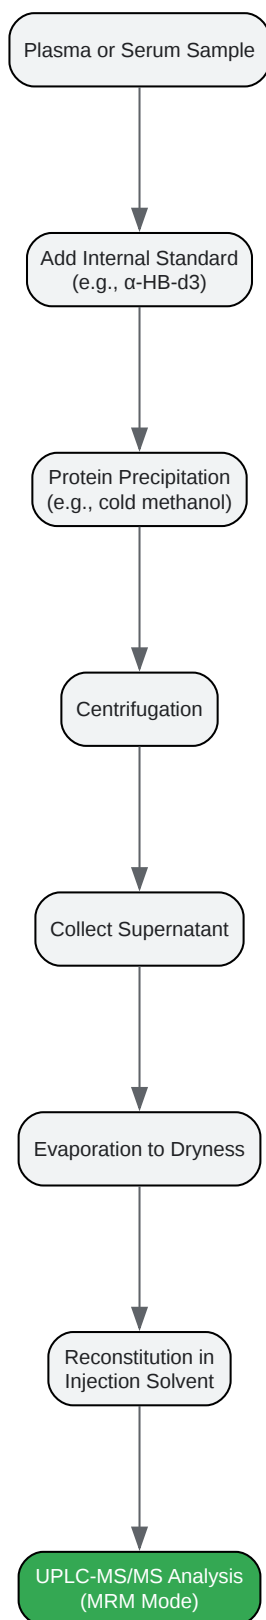 Plasma or Serum Sample
Add Internal Standard
(e.g., α-HB-d3)
Protein Precipitation
(e.g., cold methanol)
Centrifugation
Collect Supernatant
Evaporation to Dryness
Reconstitution in
Injection Solvent
UPLC-MS/MS Analysis
(MRM Mode)